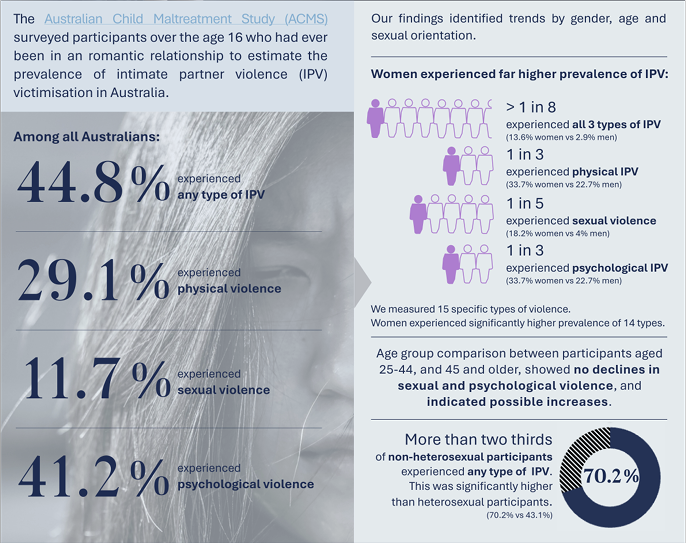 The Australian Child Maltreatment Study (ACMS)
surveyed participants over the age 16 who had ever
been in an romantic relationship to estimate the
prevalence of intimate partner violence (IPV)
victimisation in Australia.
Among all Australians:
44.8%
experienced
any type of IPV
29.1%
experienced
physical violence
11.7%
experienced
sexual violence
41.2%
experienced
psychological violence
Our findings identified trends by gender, age and
sexual orientation.
Women experienced far higher prevalence of IPV:
> 1 in 8
experienced all 3 types of IPV
(13.6% women vs 2.9% men)
1 in 3
experienced physical IPV
(33.7% women vs 22.7% men)
1 in 5
experienced sexual violence
(18.2% women vs 4% men)
1 in 3
experienced psychological IPV
(33.7% women vs 22.7% men)
We measured 15 specific types of violence.
Women experienced significantly higher prevalence of 14 types.
Age group comparison between participants aged
25-44, and 45 and older, showed no declines in
sexual and psychological violence, and
indicated possible increases.
More than two thirds
of non-heterosexual participants
experienced any type of IPV.
This was significantly higher
than heterosexual participants.
(70.2% vs 43.1%)
70.2%